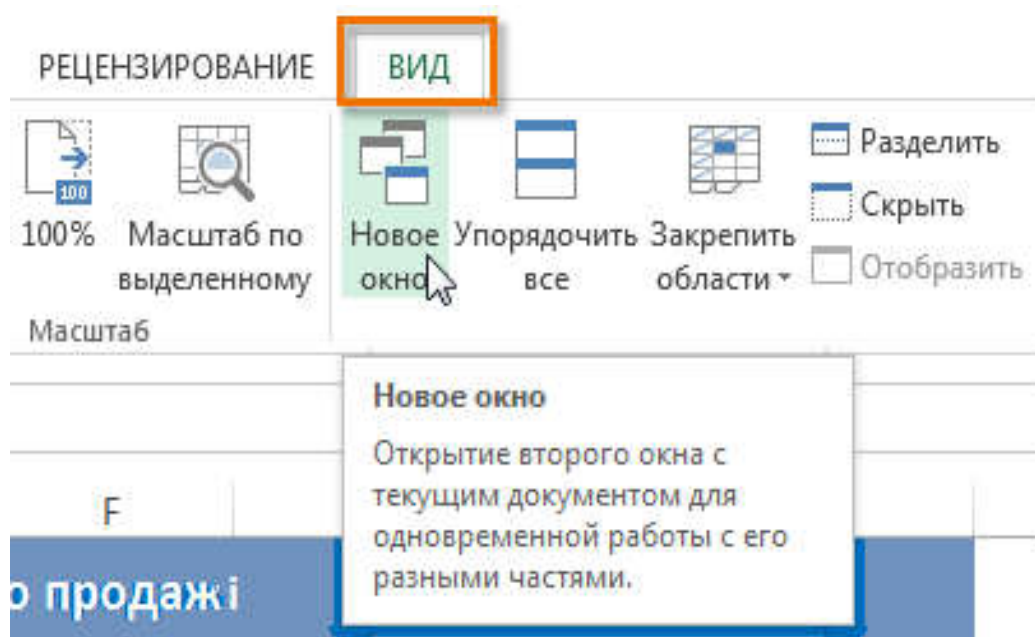 РЕЦЕНЗИРОВАНИЕ ВИД
100
100% Масштаб по выделенному
Новое окно
Упорядочить все
Закрепить области
Разделить
Скрыть
Отобразить
Масштаб
Новое окно
Открытие второго окна с
текущим документом для
одновременной работы с его
разными частями.
F
о продажі